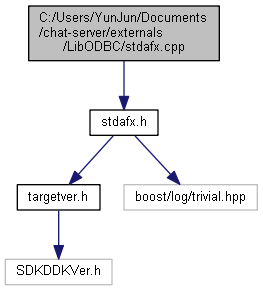 C:/Users/YunJun/Documents
/chat-server/externals
/LibODBC/stdafx.cpp
stdafx.h
targetver.h
boost/log/trivial.hpp
SDKDDKVer.h